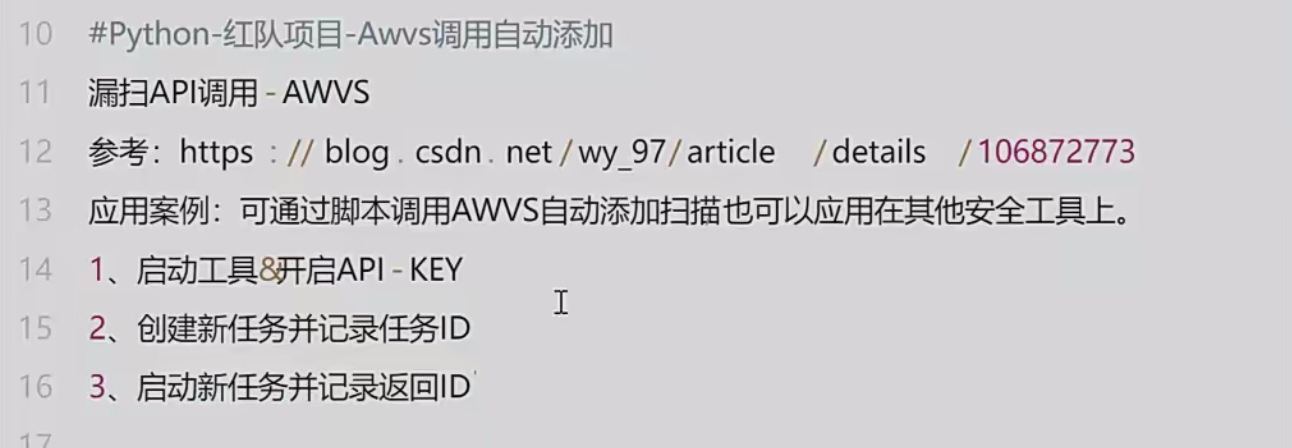 10 #Python-红队项目-Awvs调用自动添加
11 漏扫API调用 - AWVS
12 参考：https : // blog . csdn . net / wy_97/ article / details / 106872773
13 应用案例：可通过脚本调用AWVS自动添加扫描也可以应用在其他安全工具上。
14 1、启动工具&开启API - KEY
15 2、创建新任务并记录任务ID
16 3、启动新任务并记录返回ID
17